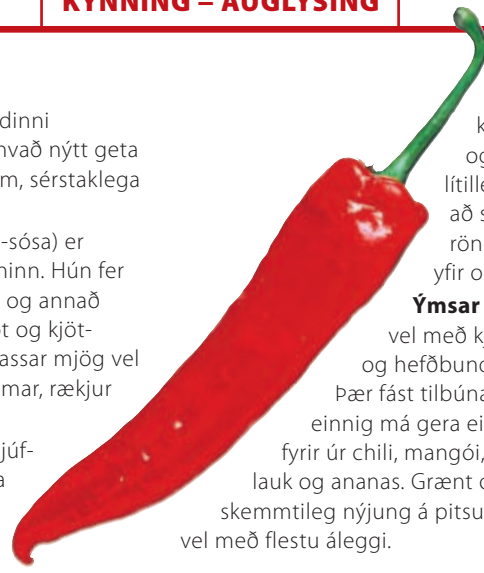 KYNNING – AUGLÝSING
dinni
hvað nýtt geta
m, sérstaklega
-sósa) er
ninn. Hún fer
og annað
t og kjöt-
assar mjög vel
mar, rækjur
júf-
a
k
og
lítille
að s
rön
yfir o
Ýmsar
vel með kj
og hefðbund
Þær fást tilbúna
einnig má gera ei
fyrir úr chili, mangói,
lauk og ananas. Grænt
skemmtileg nýjung á pitsu
vel með flestu áleggi.